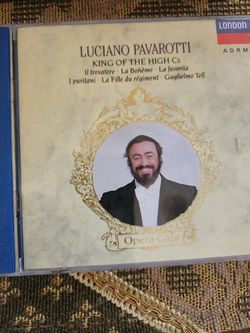 LONDON
ADRM
LUCIANO PAVAROTTI
KING OF THE HIGH Cs
Il trovatore · La Bohème · La favorita
I puritani · La Fille du régiment · Guglielmo Tell
L
Opera Gala